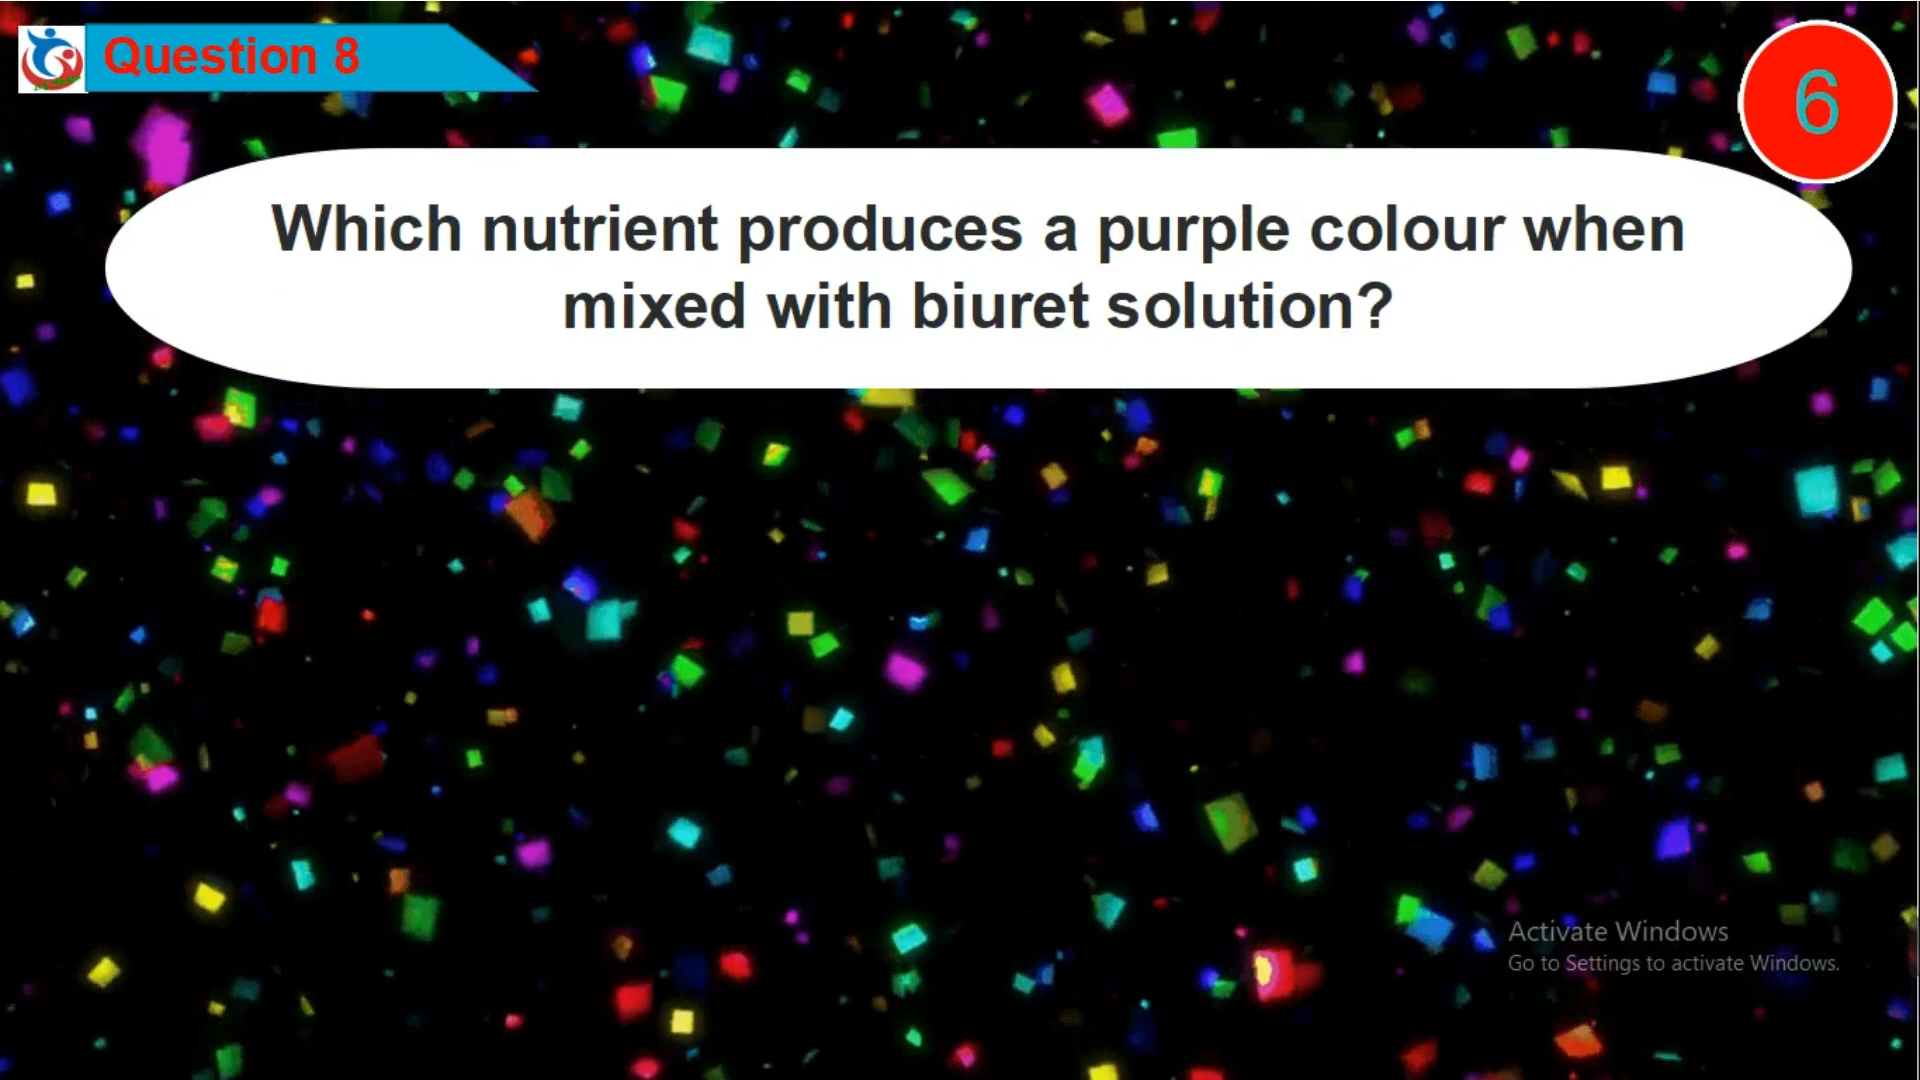 Question 8
6
Which nutrient produces a purple colour when
mixed with biuret solution?
Activate Windows
Go to Settings to activate Windows.